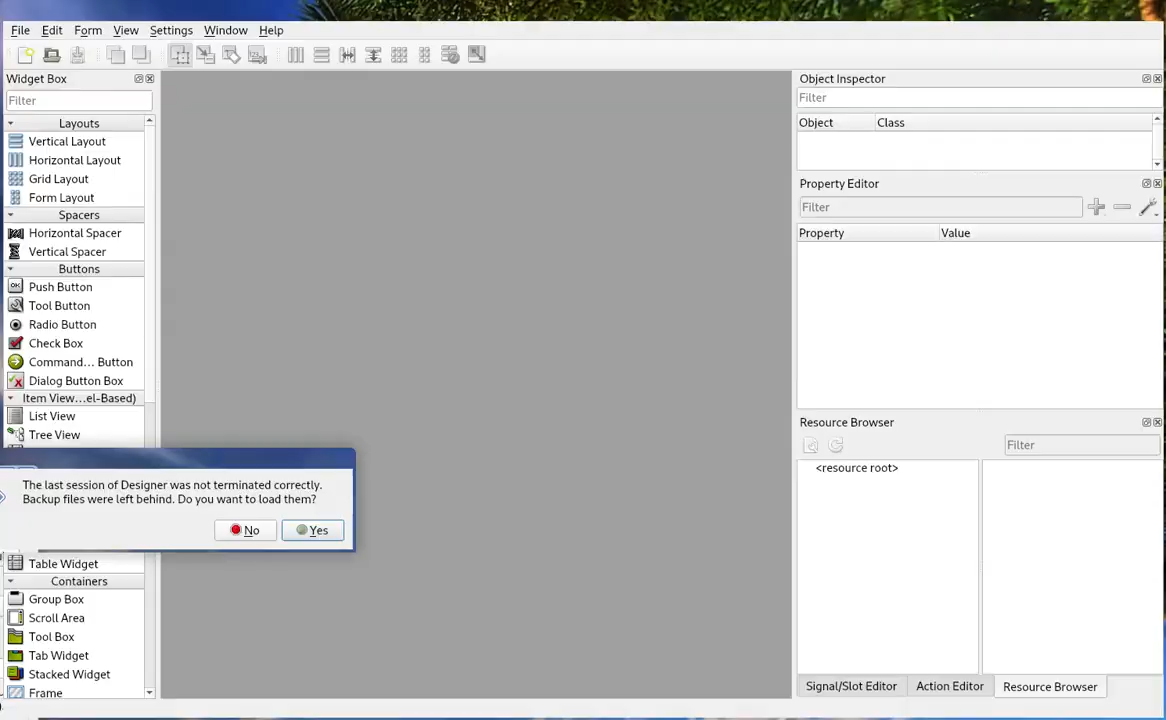 File Edit Form View Settings Window Help
Widget Box
Filter
Layouts
Vertical Layout
Horizontal Layout
Grid Layout
Form Layout
Spacers
Horizontal Spacer
Vertical Spacer
Buttons
Push Button
Tool Button
Radio Button
Check Box
Command... Button
Dialog Button Box
Item View...el-Based)
List View
Tree View
The last session of Designer was not terminated correctly.
Backup files were left behind. Do you want to load them?
No Yes
Table Widget
Containers
Group Box
Scroll Area
Tool Box
Tab Widget
Stacked Widget
Frame
Object Inspector
Filter
Object Class
Property Editor
Filter
Property Value
Resource Browser
Filter
<resource root>
Signal/Slot Editor Action Editor Resource Browser